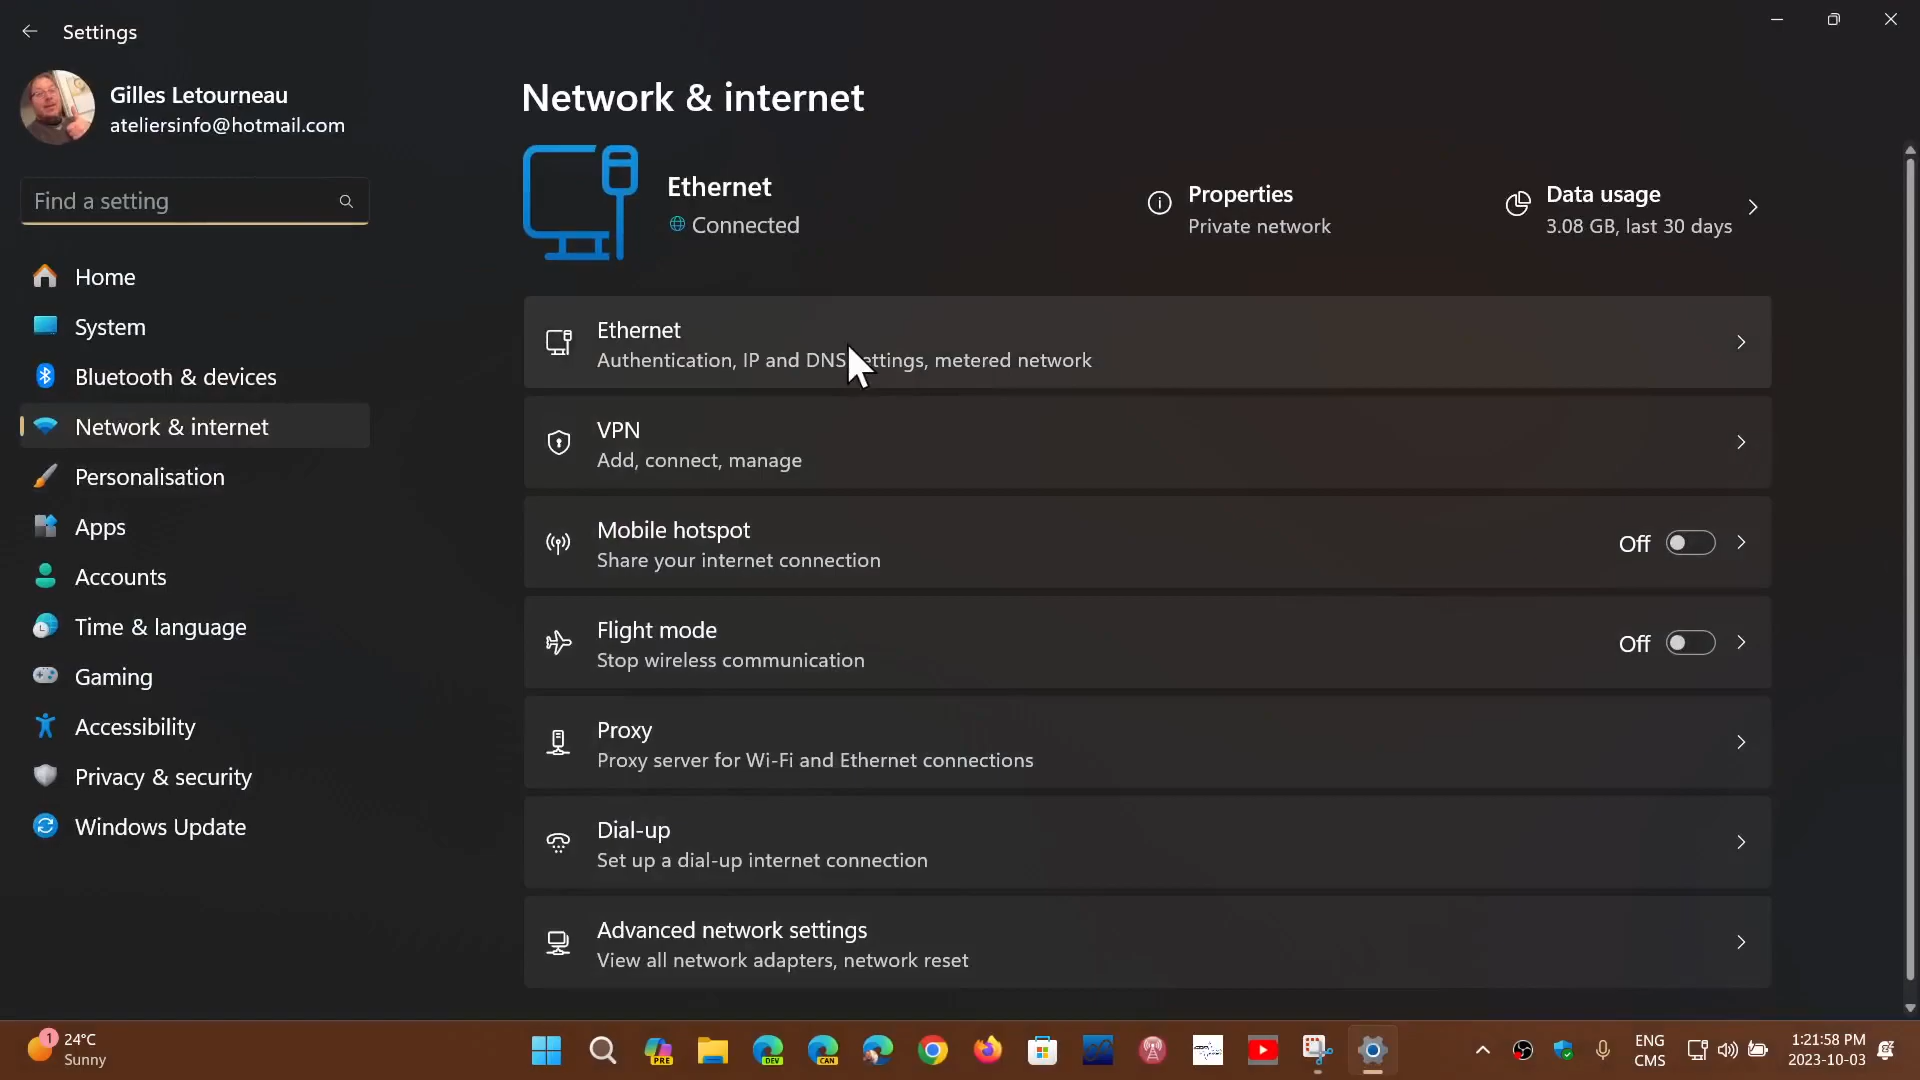 Settings
Gilles Letourneau
ateliersinfo@hotmail.com
Find a setting
Home
System
Bluetooth & devices
Network & internet
Personalisation
Apps
Accounts
Time & language
Gaming
Accessibility
Privacy & security
Windows Update
Network & internet
Ethernet
Connected
Properties
Private network
Data usage
3.08 GB, last 30 days
Ethernet
Authentication, IP and DNS ettings, metered network
VPN
Add, connect, manage
Mobile hotspot
Share your internet connection
Off
Flight mode
Stop wireless communication
Off
Proxy
Proxy server for Wi-Fi and Ethernet connections
Dial-up
Set up a dial-up internet connection
Advanced network settings
View all network adapters, network reset
1
24°C
Sunny
PRE
DEV
CAN
ENG
CMS
1:21:58 PM
2023-10-03